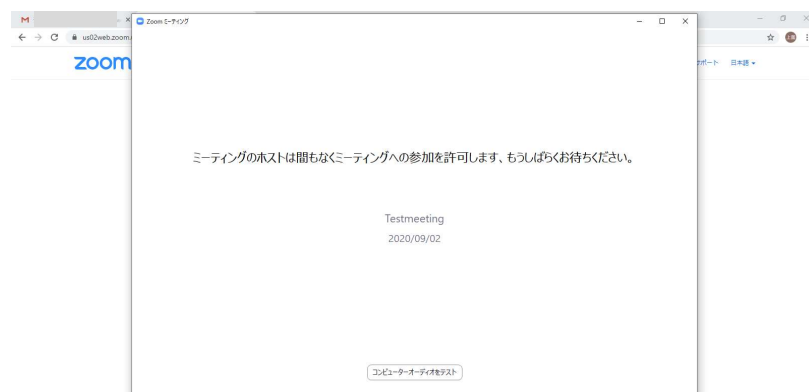 Zoom ミーティング
us02web.zoom.
zoom
サポート 日本語
ミーティングのホストは間もなくミーティングへの参加を許可します、もうしばらくお待ちください。
Testmeeting
2020/09/02
コンピューターオーディオをテスト